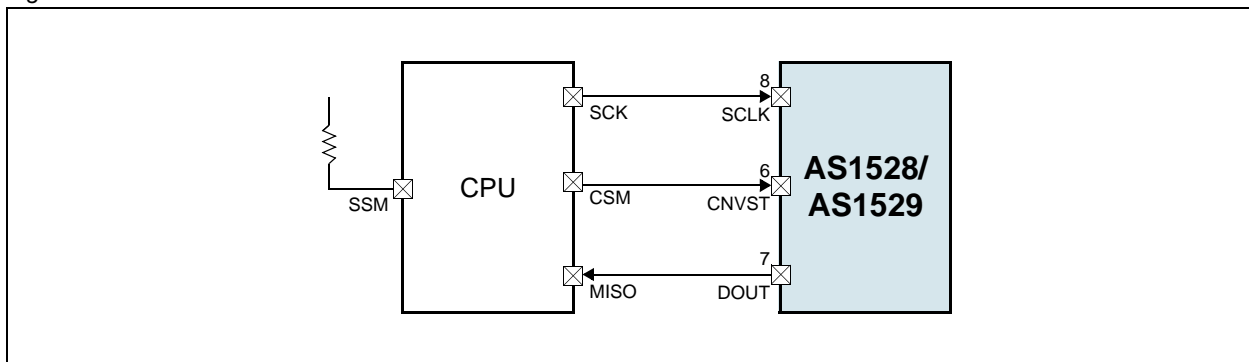 8
SCK
SCLK
AS1528/
AS1529
6
CPU
SSM
CSM
CNVST
7
MISO
DOUT